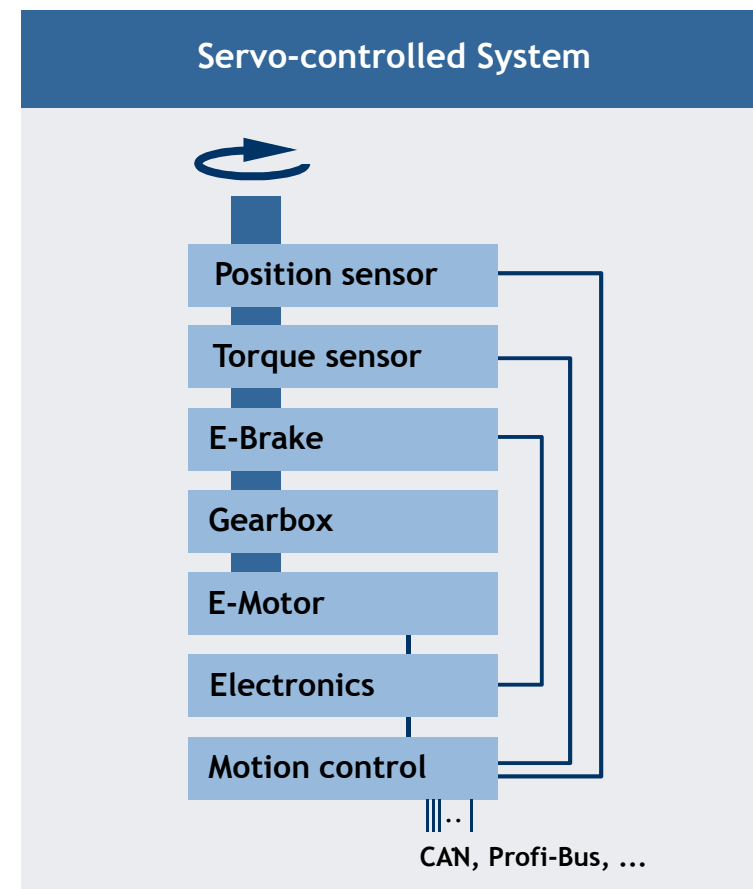 Servo-controlled System
Position sensor
Torque sensor
E-Brake
Gearbox
E-Motor
Electronics
Motion control
..
CAN, Profi-Bus, ...